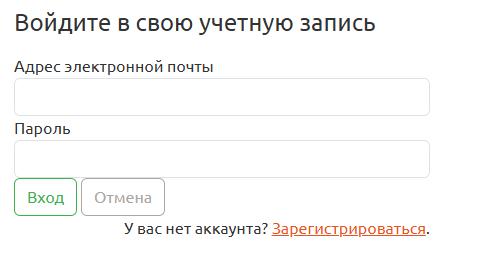 Войдите в свою учетную запись
Адрес электронной почты
Пароль
Вход Отмена
У вас нет аккаунта? Зарегистрироваться.